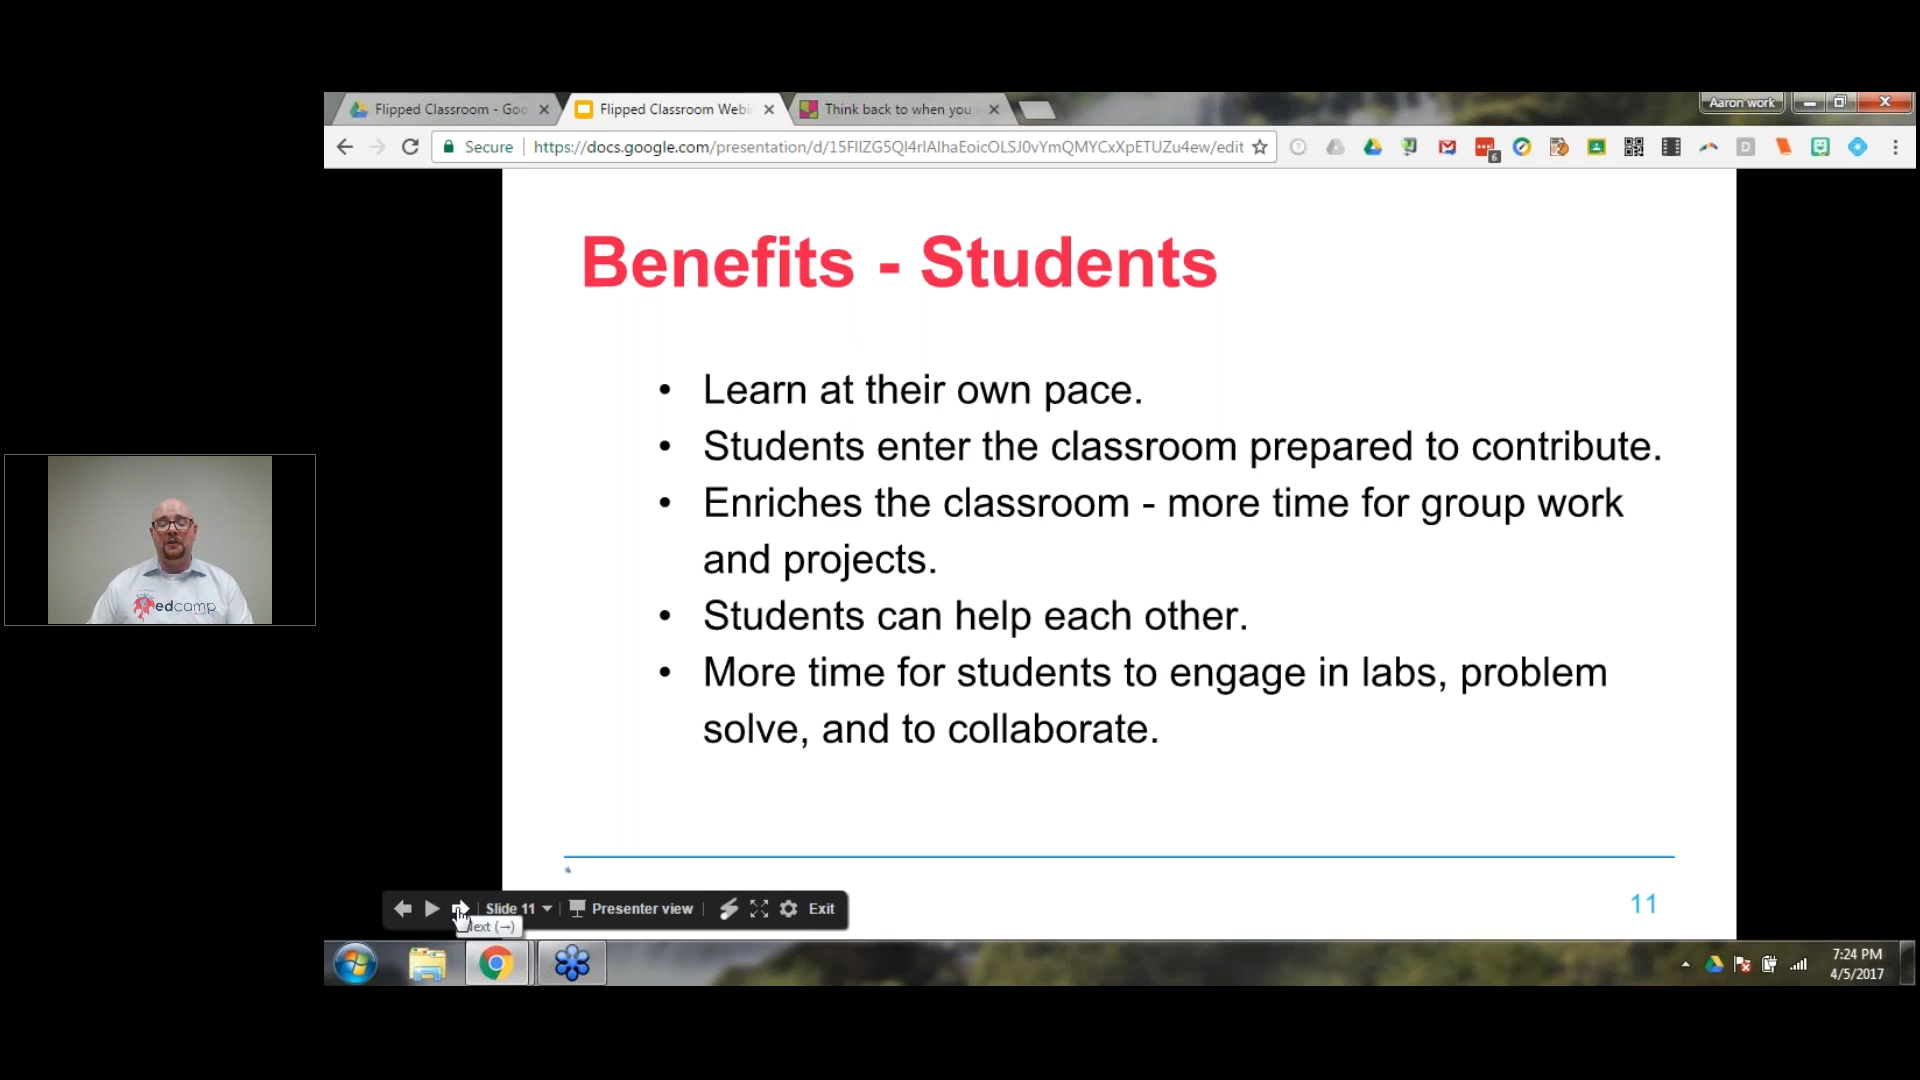 Flipped Classroom - Goo
Flipped Classroom Webi
Think back to when you
Aaron work
Secure
https://docs.google.com/presentation/d/15FIlZG5Ql4rIAlhaEoicOLSJ0vYmQMYCxXpETUZu4ew/edit
6
D
Benefits - Students
• Learn at their own pace.
• Students enter the classroom prepared to contribute.
• Enriches the classroom - more time for group work
and projects.
• Students can help each other.
• More time for students to engage in labs, problem
solve, and to collaborate.
edcamp
11
Slide 11
Presenter view
Exit
(→)
7:24 PM
4/5/2017